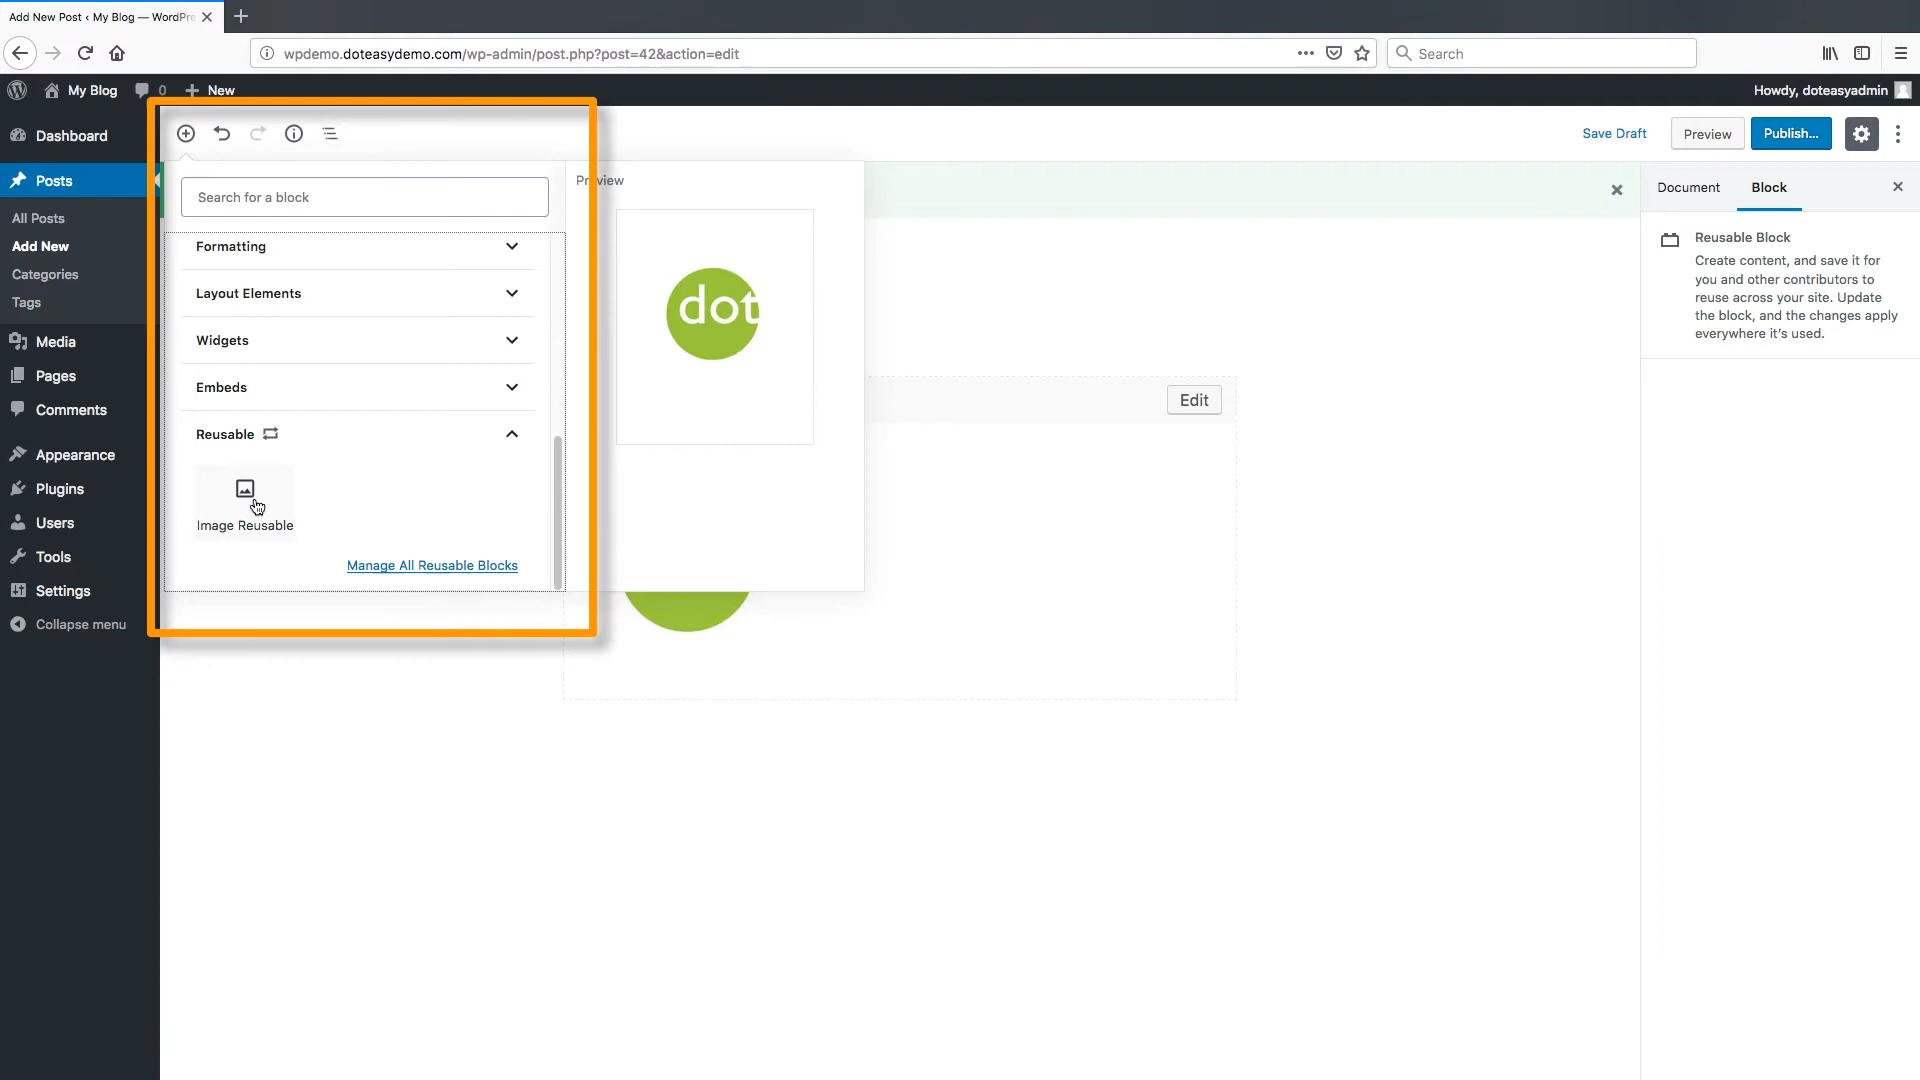 Add New Post ‹ My Blog — WordPre
wpdemo.doteasydemo.com/wp-admin/post.php?post=42&action=edit
Search
My Blog
0
New
Howdy, doteasyadmin
Dashboard
Posts
All Posts
Add New
Categories
Tags
Media
Pages
Comments
Appearance
Plugins
Users
Tools
Settings
Collapse menu
Save Draft
Preview
Publish...
Search for a block
Formatting
Layout Elements
Widgets
Embeds
Reusable
Image Reusable
Manage All Reusable Blocks
Preview
dot
Edit
Document
Block
Reusable Block
Create content, and save it for
you and other contributors to
reuse across your site. Update
the block, and the changes apply
everywhere it's used.